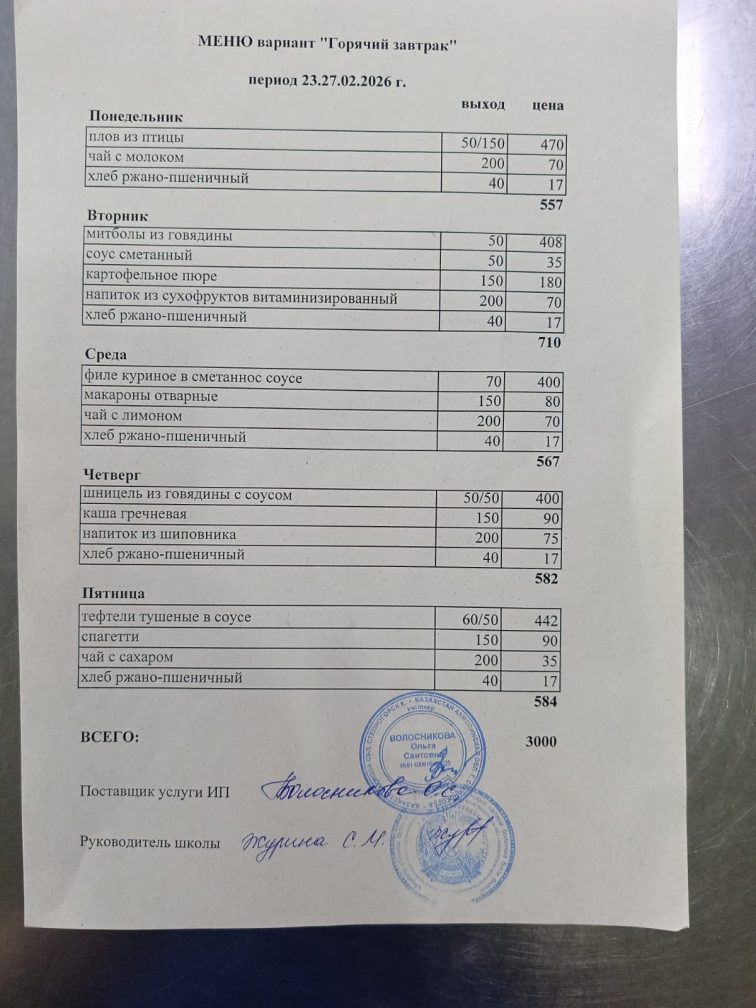 МЕНЮ вариант "Горячий завтрак"
период 23.27.02.2026 г.
выход цена
Понедельник
плов из птицы 50/150 470
чай с молоком 200 70
хлеб ржано-пшеничный 40 17
557
Вторник
митболы из говядины 50 408
соус сметанный 50 35
картофельное пюре 150 180
напиток из сухофруктов витаминизированный 200 70
хлеб ржано-пшеничный 40 17
710
Среда
филе куриное в сметаннос соусе 70 400
макароны отварные 150 80
чай с лимоном 200 70
хлеб ржано-пшеничный 40 17
567
Четверг
шницель из говядины с соусом 50/50 400
каша гречневая 150 90
напиток из шиповника 200 75
хлеб ржано-пшеничный 40 17
582
Пятница
тефтели тушеные в соусе 60/50 442
спагетти 150 90
чай с сахаром 200 35
хлеб ржано-пшеничный 40 17
584
ВСЕГО: 3000
ВОЛОСНИКОВА
Ольга
Саитовна
Поставщик услуги ИП Волосникова О.С.
Руководитель школы Журина С.М.